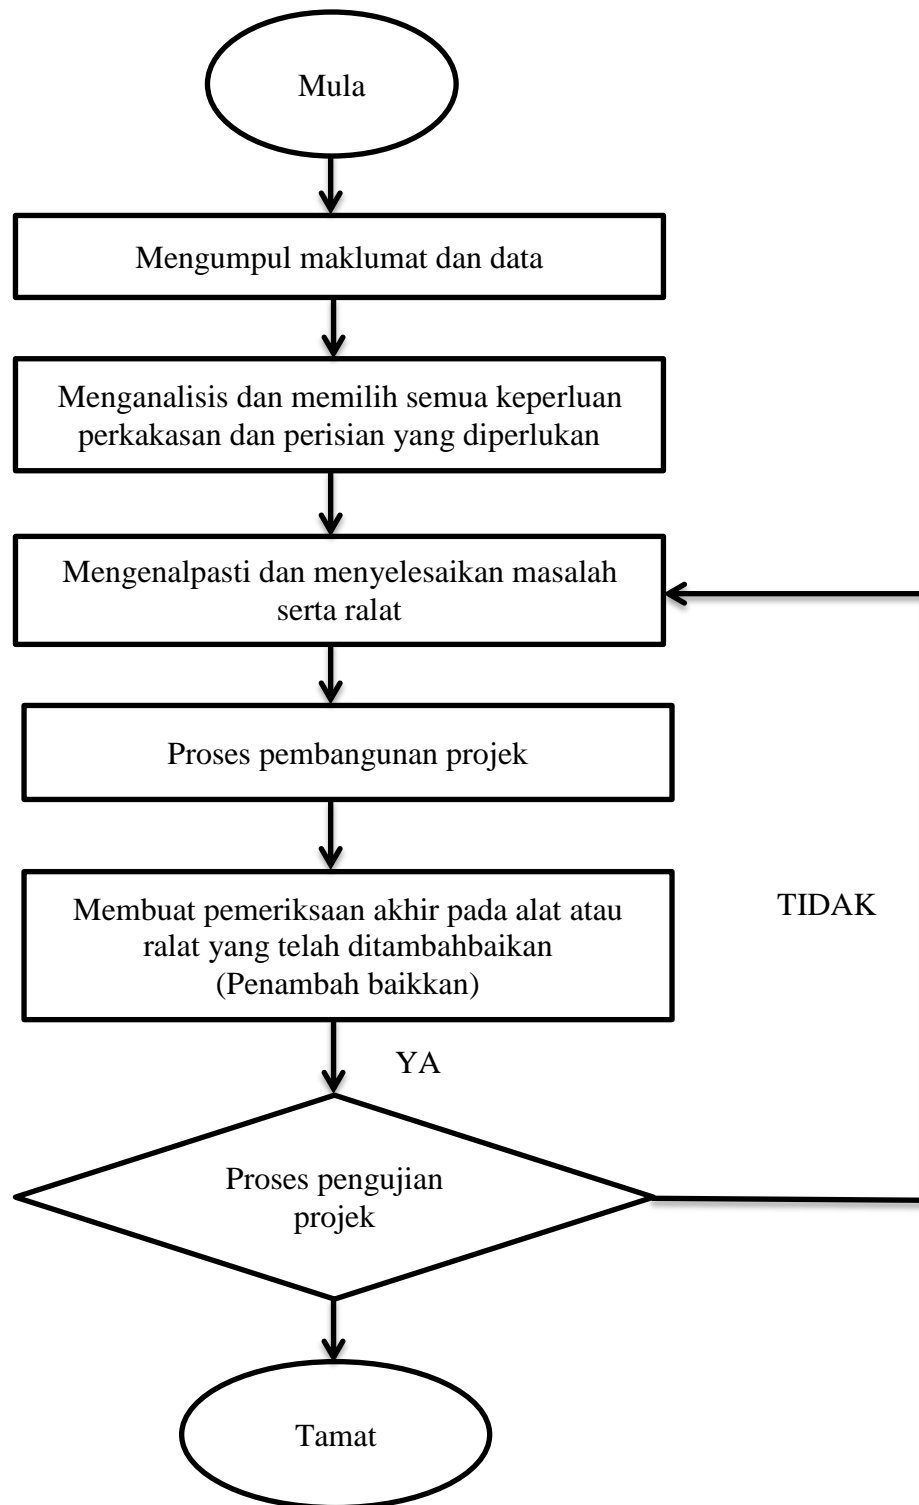 Mula
Mengumpul maklumat dan data
Menganalisis dan memilih semua keperluan
perkakasan dan perisian yang diperlukan
Mengenalpasti dan menyelesaikan masalah
serta ralat
Proses pembangunan projek
Membuat pemeriksaan akhir pada alat atau
ralat yang telah ditambahbaikan
(Penambah baikkan)
TIDAK
YA
Proses pengujian
projek
Tamat